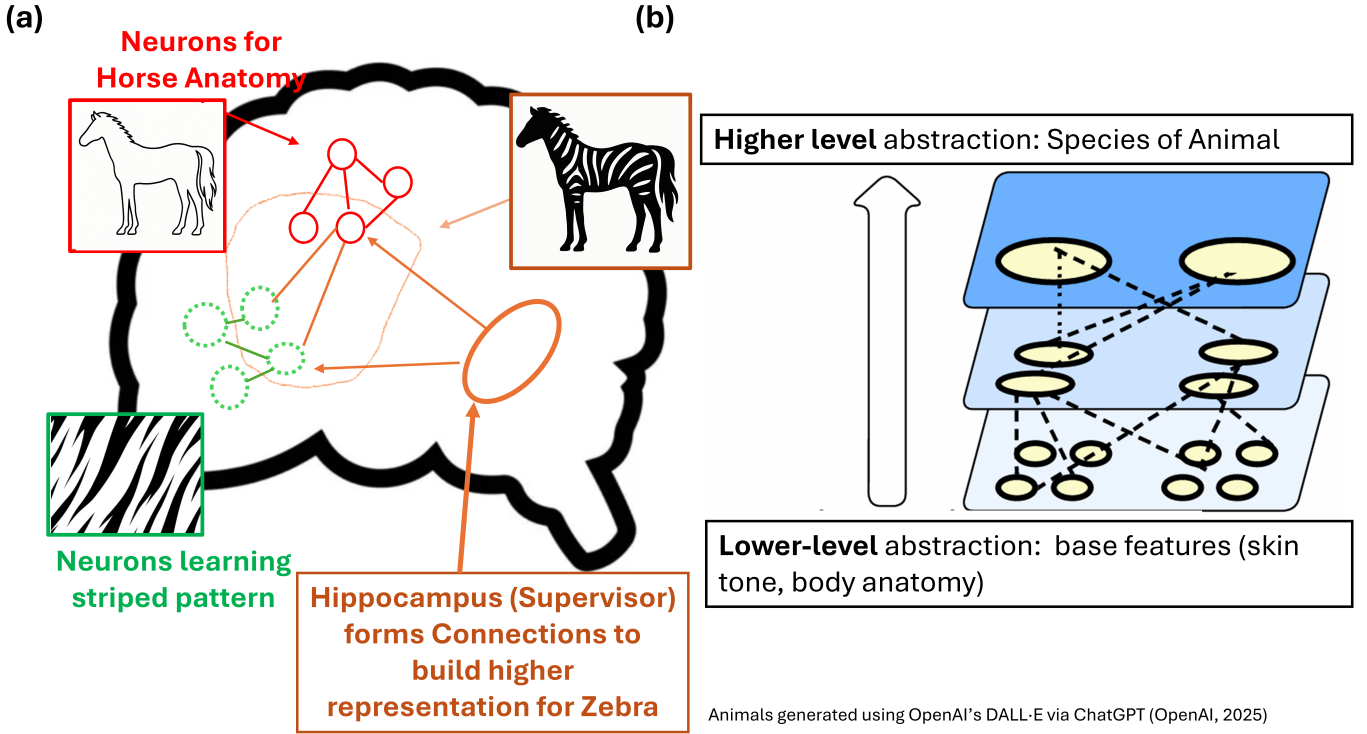 (a)
Neurons for
Horse Anatomy
Neurons learning
striped pattern
Hippocampus (Supervisor)
forms Connections to
build higher
representation for Zebra
(b)
Higher level abstraction: Species of Animal
Lower-level abstraction: base features (skin
tone, body anatomy)
Animals generated using OpenAI's DALL·E via ChatGPT (OpenAI, 2025)